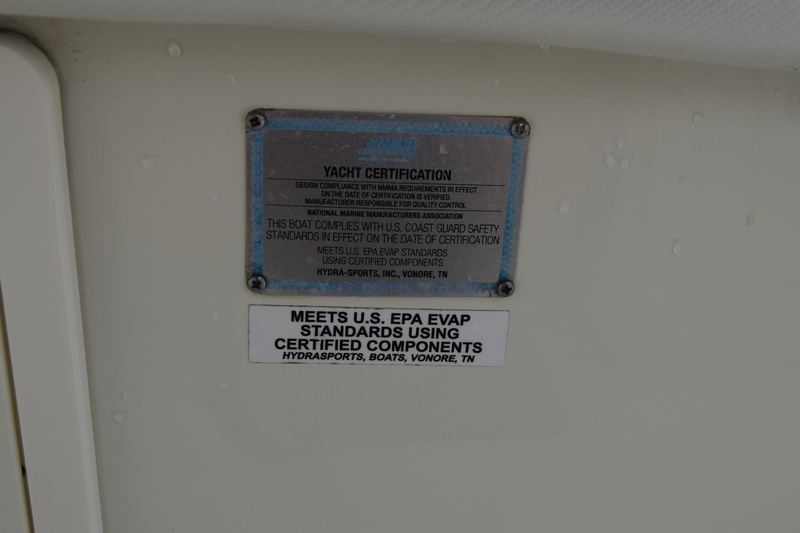 YACHT CERTIFICATION
DESIGN COMPLIANCE WITH NMMA REQUIREMENTS IN EFFECT
ON THE DATE OF CERTIFICATION IS VERIFIED.
MANUFACTURER RESPONSIBLE FOR QUALITY CONTROL
NATIONAL MARINE MANUFACTURERS ASSOCIATION
THIS BOAT COMPLIES WITH U.S. COAST GUARD SAFETY
STANDARDS IN EFFECT ON THE DATE OF CERTIFICATION
MEETS U.S. EPA EVAP STANDARDS
USING CERTIFIED COMPONENTS
HYDRA-SPORTS, INC., VONORE, TN
MEETS U.S. EPA EVAP
STANDARDS USING
CERTIFIED COMPONENTS
HYDRASPORTS, BOATS, VONORE, TN